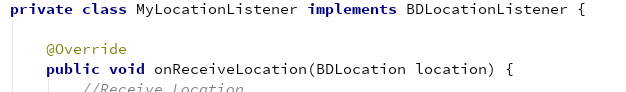 private class MyLocationListener implements BDLocationListener {
@Override
public void onReceiveLocation(BDLocation location) {
//Receive Location